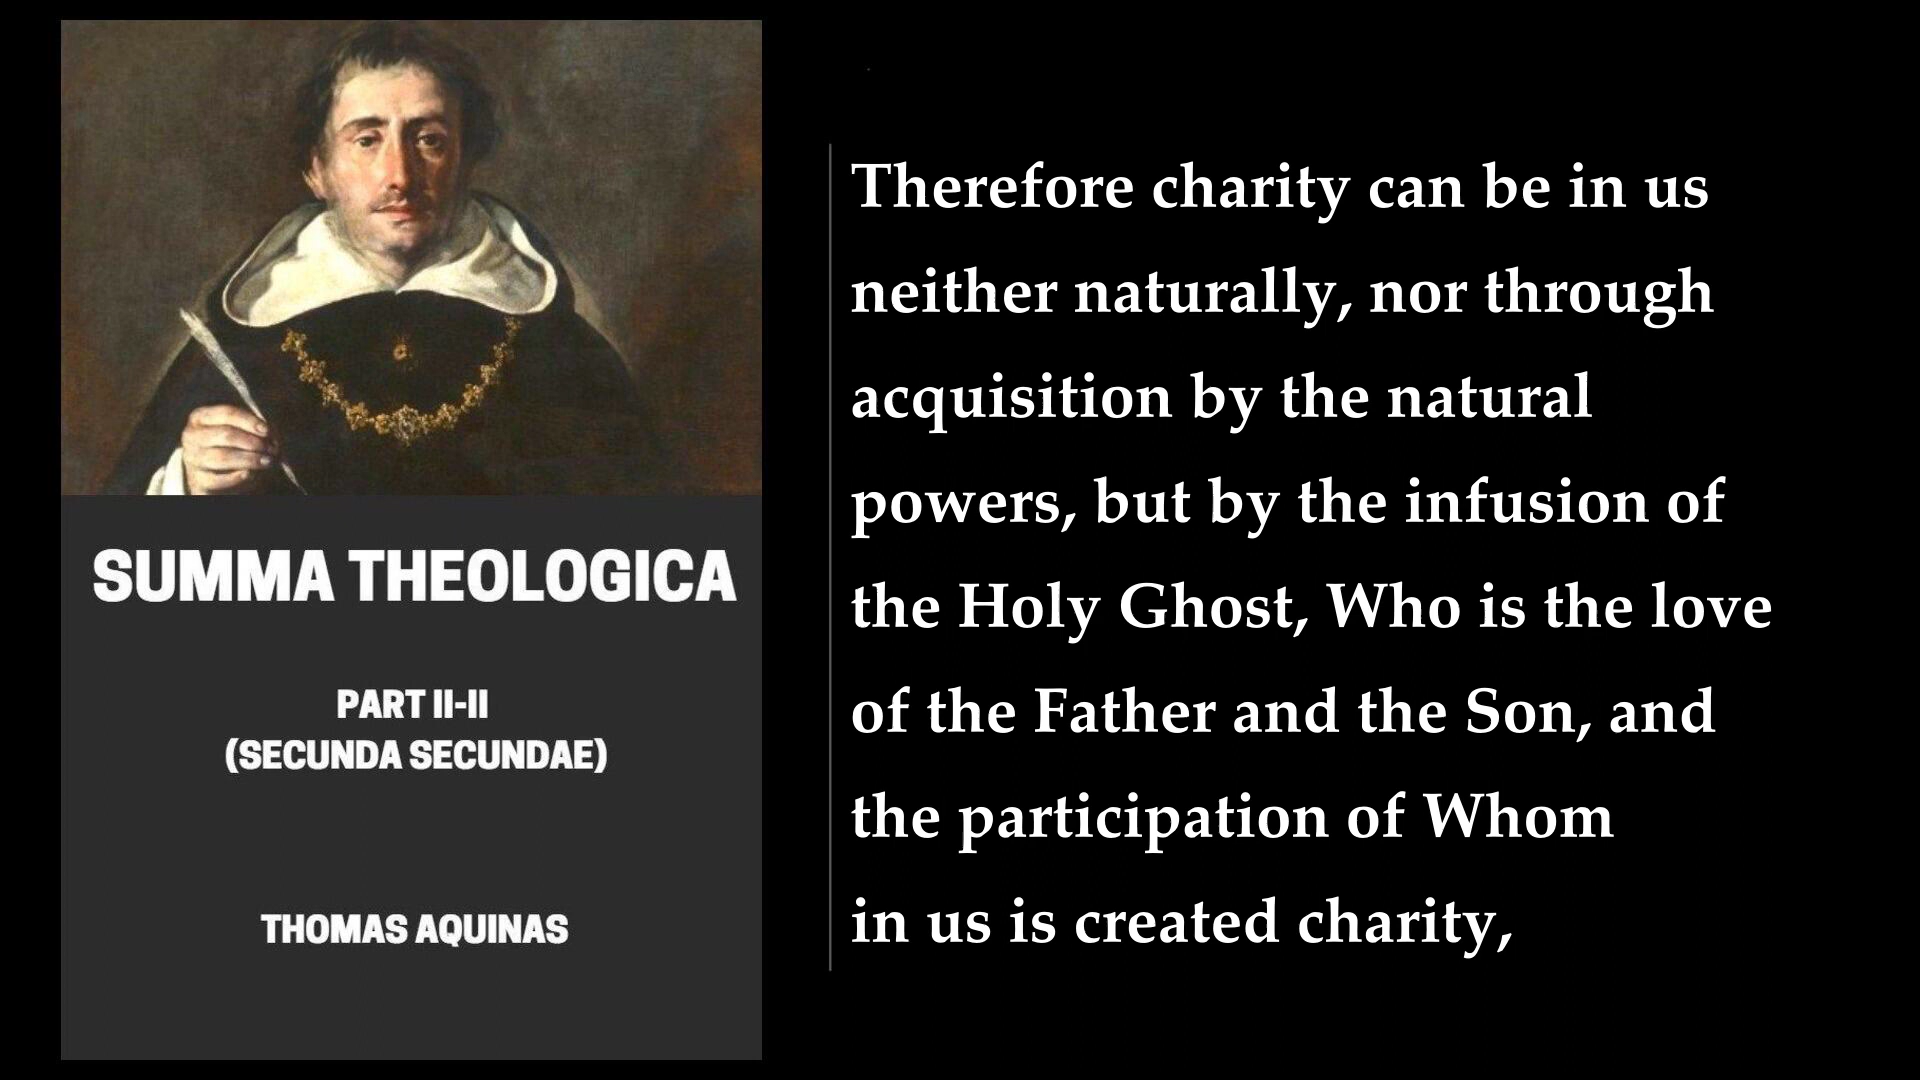 SUMMA THEOLOGICA
PART II-II
(SECUNDA SECUNDAE)
THOMAS AQUINAS
Therefore charity can be in us
neither naturally, nor through
acquisition by the natural
powers, but by the infusion of
the Holy Ghost, Who is the love
of the Father and the Son, and
the participation of Whom
in us is created charity,